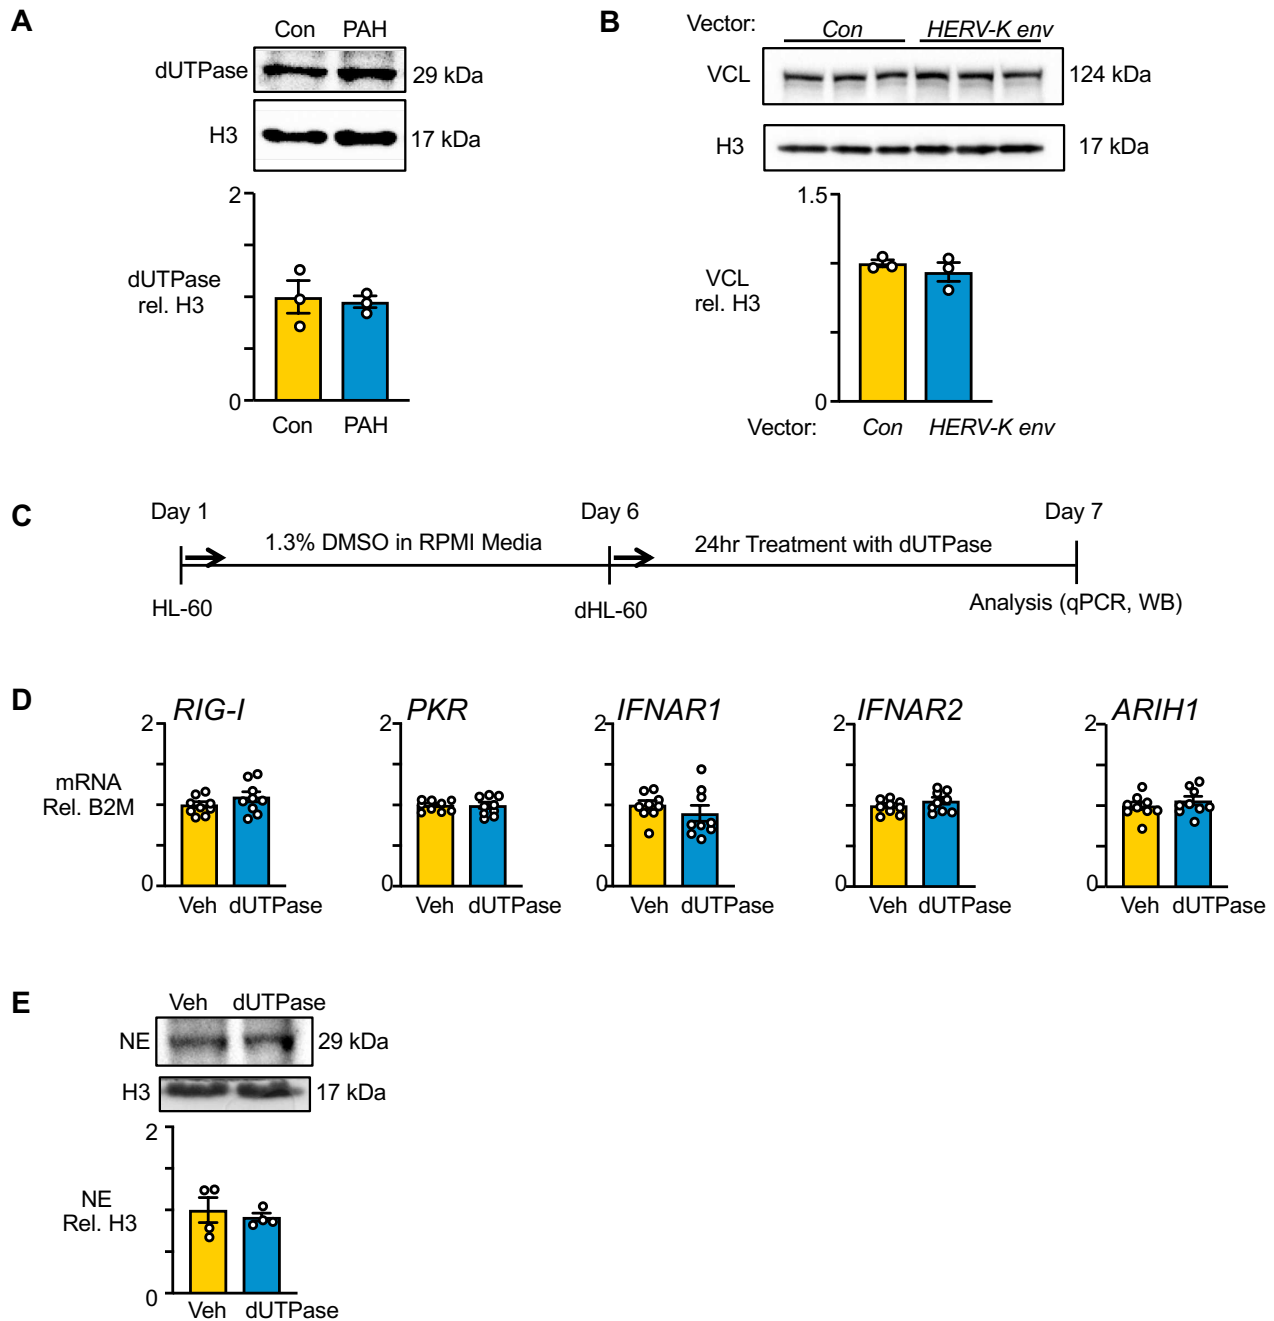 A
Con PAH
dUTPase 29 kDa
H3 17 kDa
2
dUTPase
rel. H3
0
Con PAH
B
Vector: Con HERV-K env
VCL 124 kDa
H3 17 kDa
1.5
VCL
rel. H3
0
Vector: Con HERV-K env
C
Day 1 Day 6 Day 7
1.3% DMSO in RPMI Media 24hr Treatment with dUTPase
HL-60 dHL-60 Analysis (qPCR, WB)
D
RIG-I PKR IFNAR1 IFNAR2 ARIH1
2 2 2 2 2
mRNA
Rel. B2M
0 0 0 0 0
Veh dUTPase Veh dUTPase Veh dUTPase Veh dUTPase Veh dUTPase
E
Veh dUTPase
NE 29 kDa
H3 17 kDa
2
NE
Rel. H3
0
Veh dUTPase